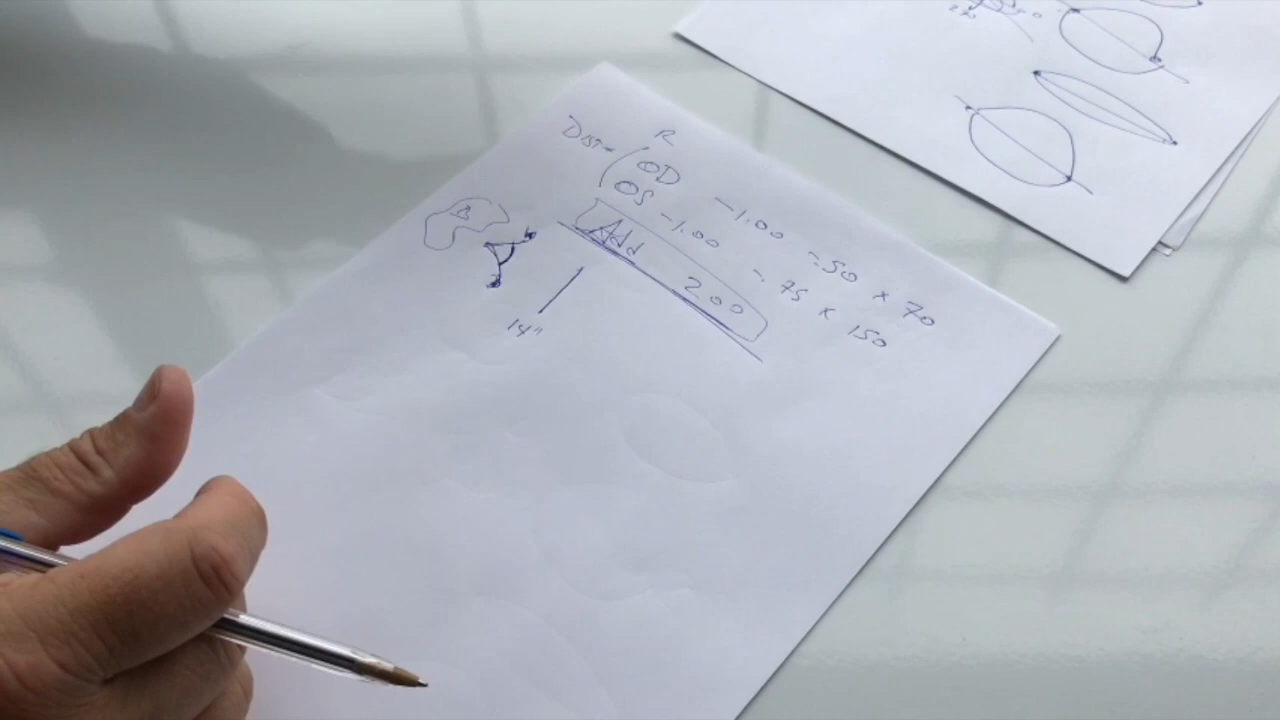 R
Dist- OD -1.00 -.50 x 70
OS -1.00 -.75 x 150
Add 200
14"